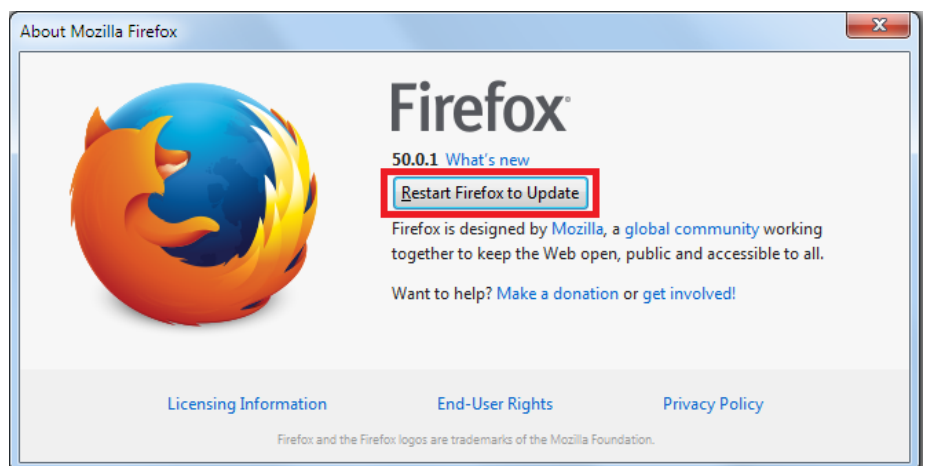 About Mozilla Firefox
Firefox
50.0.1 What's new
Restart Firefox to Update
Firefox is designed by Mozilla, a global community working
together to keep the Web open, public and accessible to all.
Want to help? Make a donation or get involved!
Licensing Information End-User Rights Privacy Policy
Firefox and the Firefox logos are trademarks of the Mozilla Foundation.